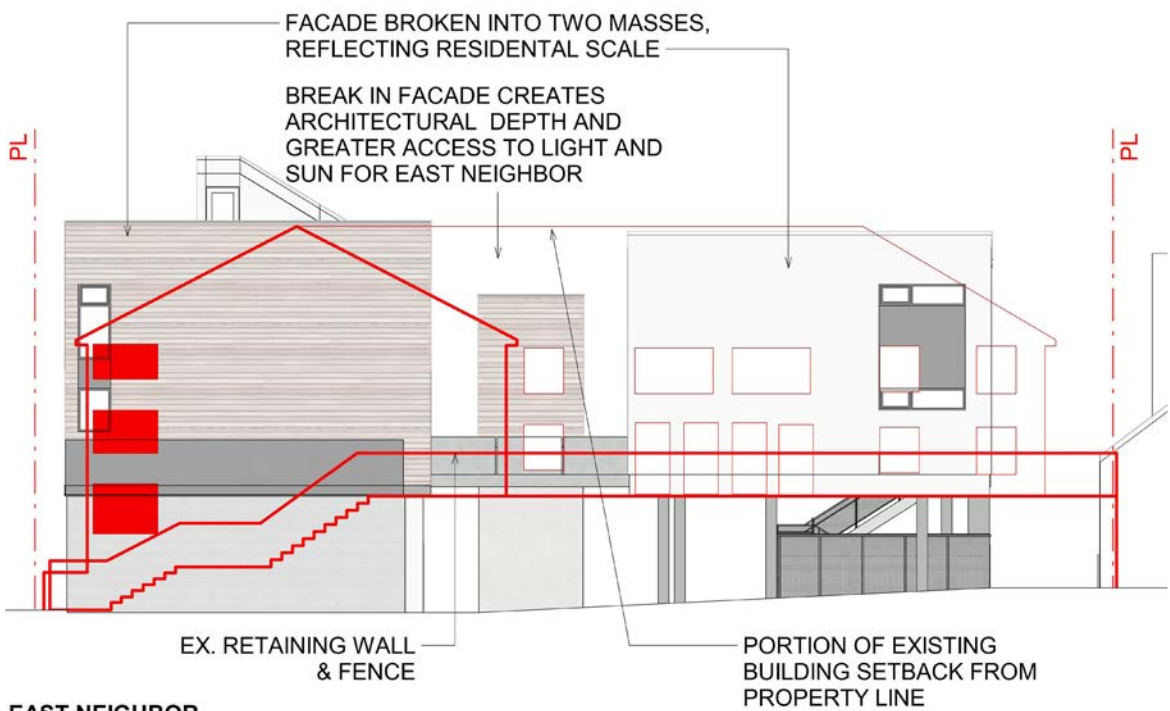 FACADE BROKEN INTO TWO MASSES,
REFLECTING RESIDENTAL SCALE
BREAK IN FACADE CREATES
ARCHITECTURAL DEPTH AND
GREATER ACCESS TO LIGHT AND
SUN FOR EAST NEIGHBOR
PL
PL
EX. RETAINING WALL
& FENCE
PORTION OF EXISTING
BUILDING SETBACK FROM
PROPERTY LINE
EAST NEIGHBOR